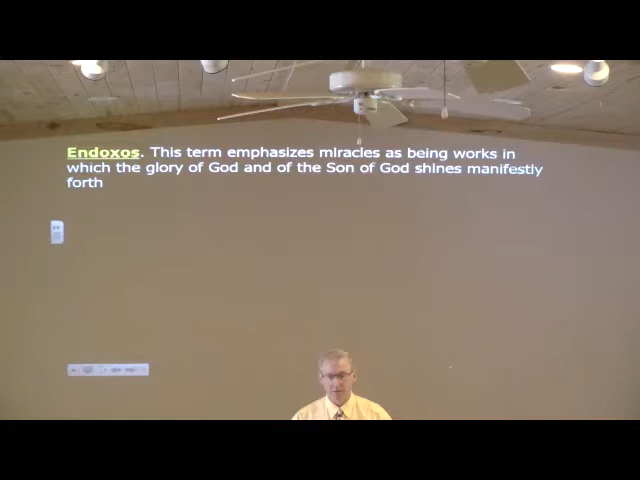 Endoxos. This term emphasizes miracles as being works in
which the glory of God and of the Son of God shines manifestly
forth